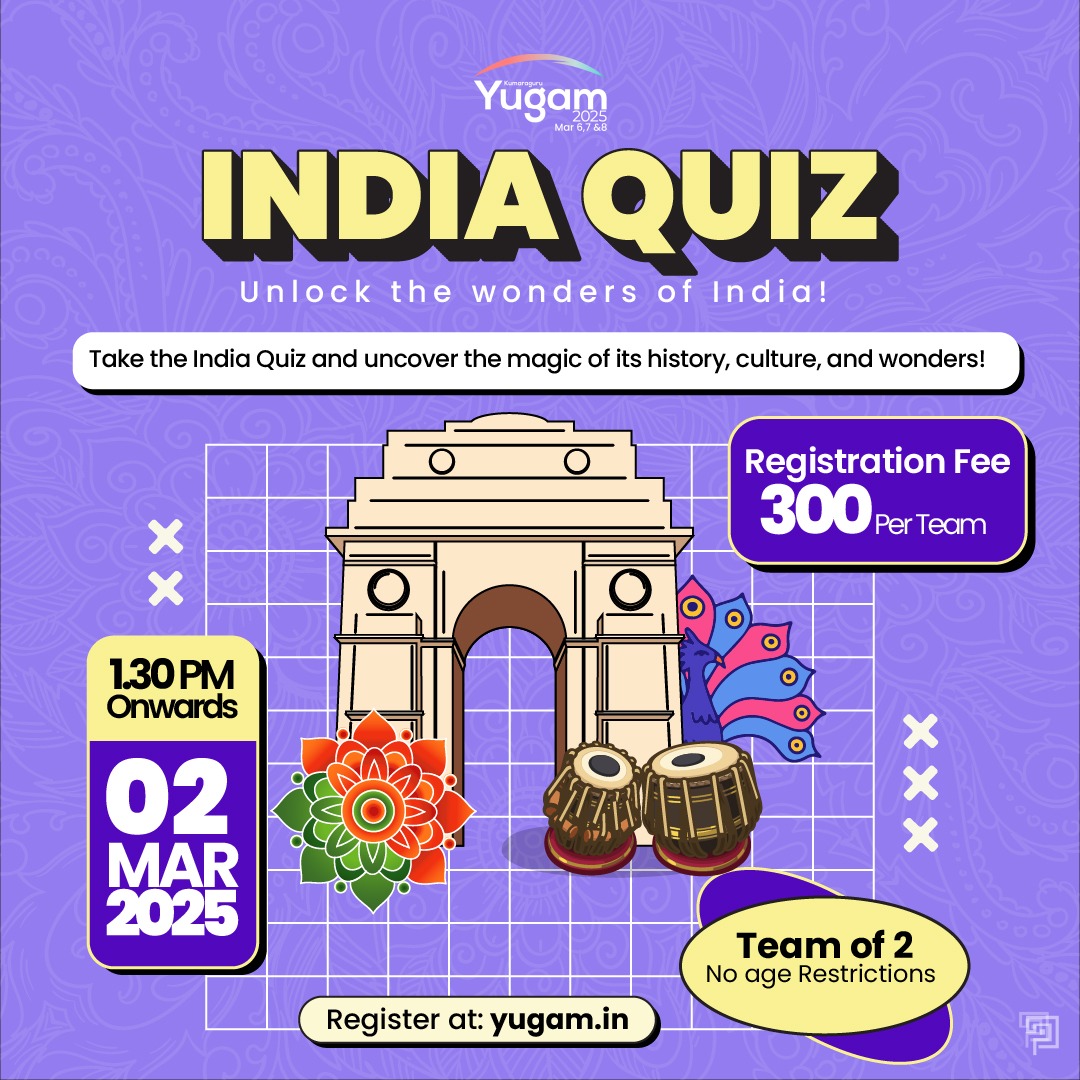 Kumaraguru
Yugam
2025
Mar 6,7 &8
INDIA QUIZ
Unlock the wonders of India!
Take the India Quiz and uncover the magic of its history, culture, and wonders!
Registration Fee
300 Per Team
1.30 PM
Onwards
02
MAR
2025
Team of 2
No age Restrictions
Register at: yugam.in